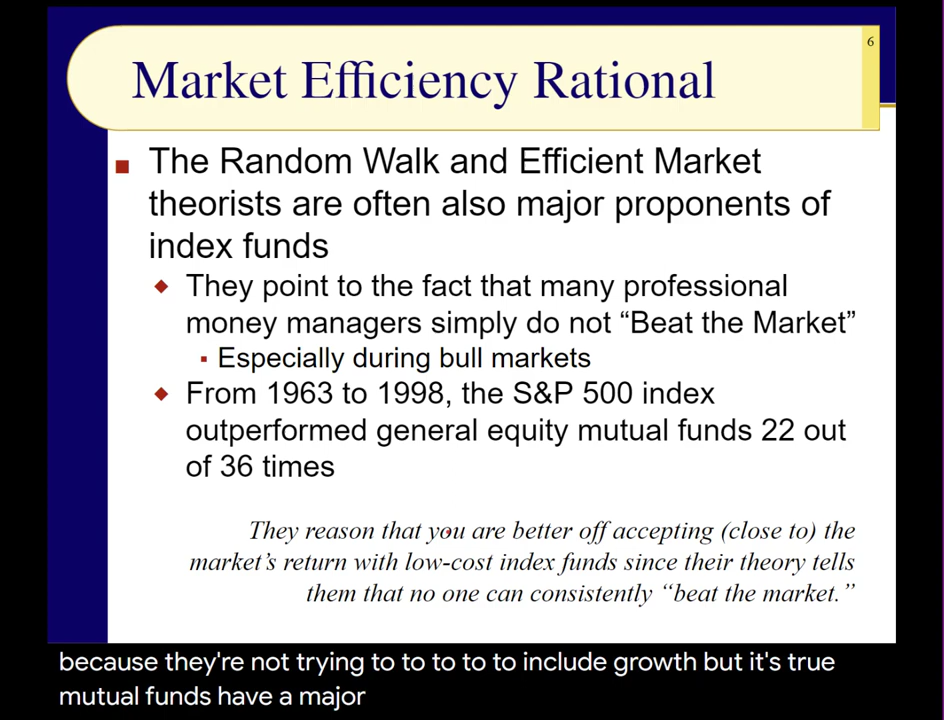 6
Market Efficiency Rational
The Random Walk and Efficient Market
theorists are often also major proponents of
index funds
They point to the fact that many professional
money managers simply do not “Beat the Market”
Especially during bull markets
From 1963 to 1998, the S&P 500 index
outperformed general equity mutual funds 22 out
of 36 times
They reason that you are better off accepting (close to) the
market’s return with low-cost index funds since their theory tells
them that no one can consistently “beat the market.”
because they're not trying to to to to to include growth but it's true
mutual funds have a major